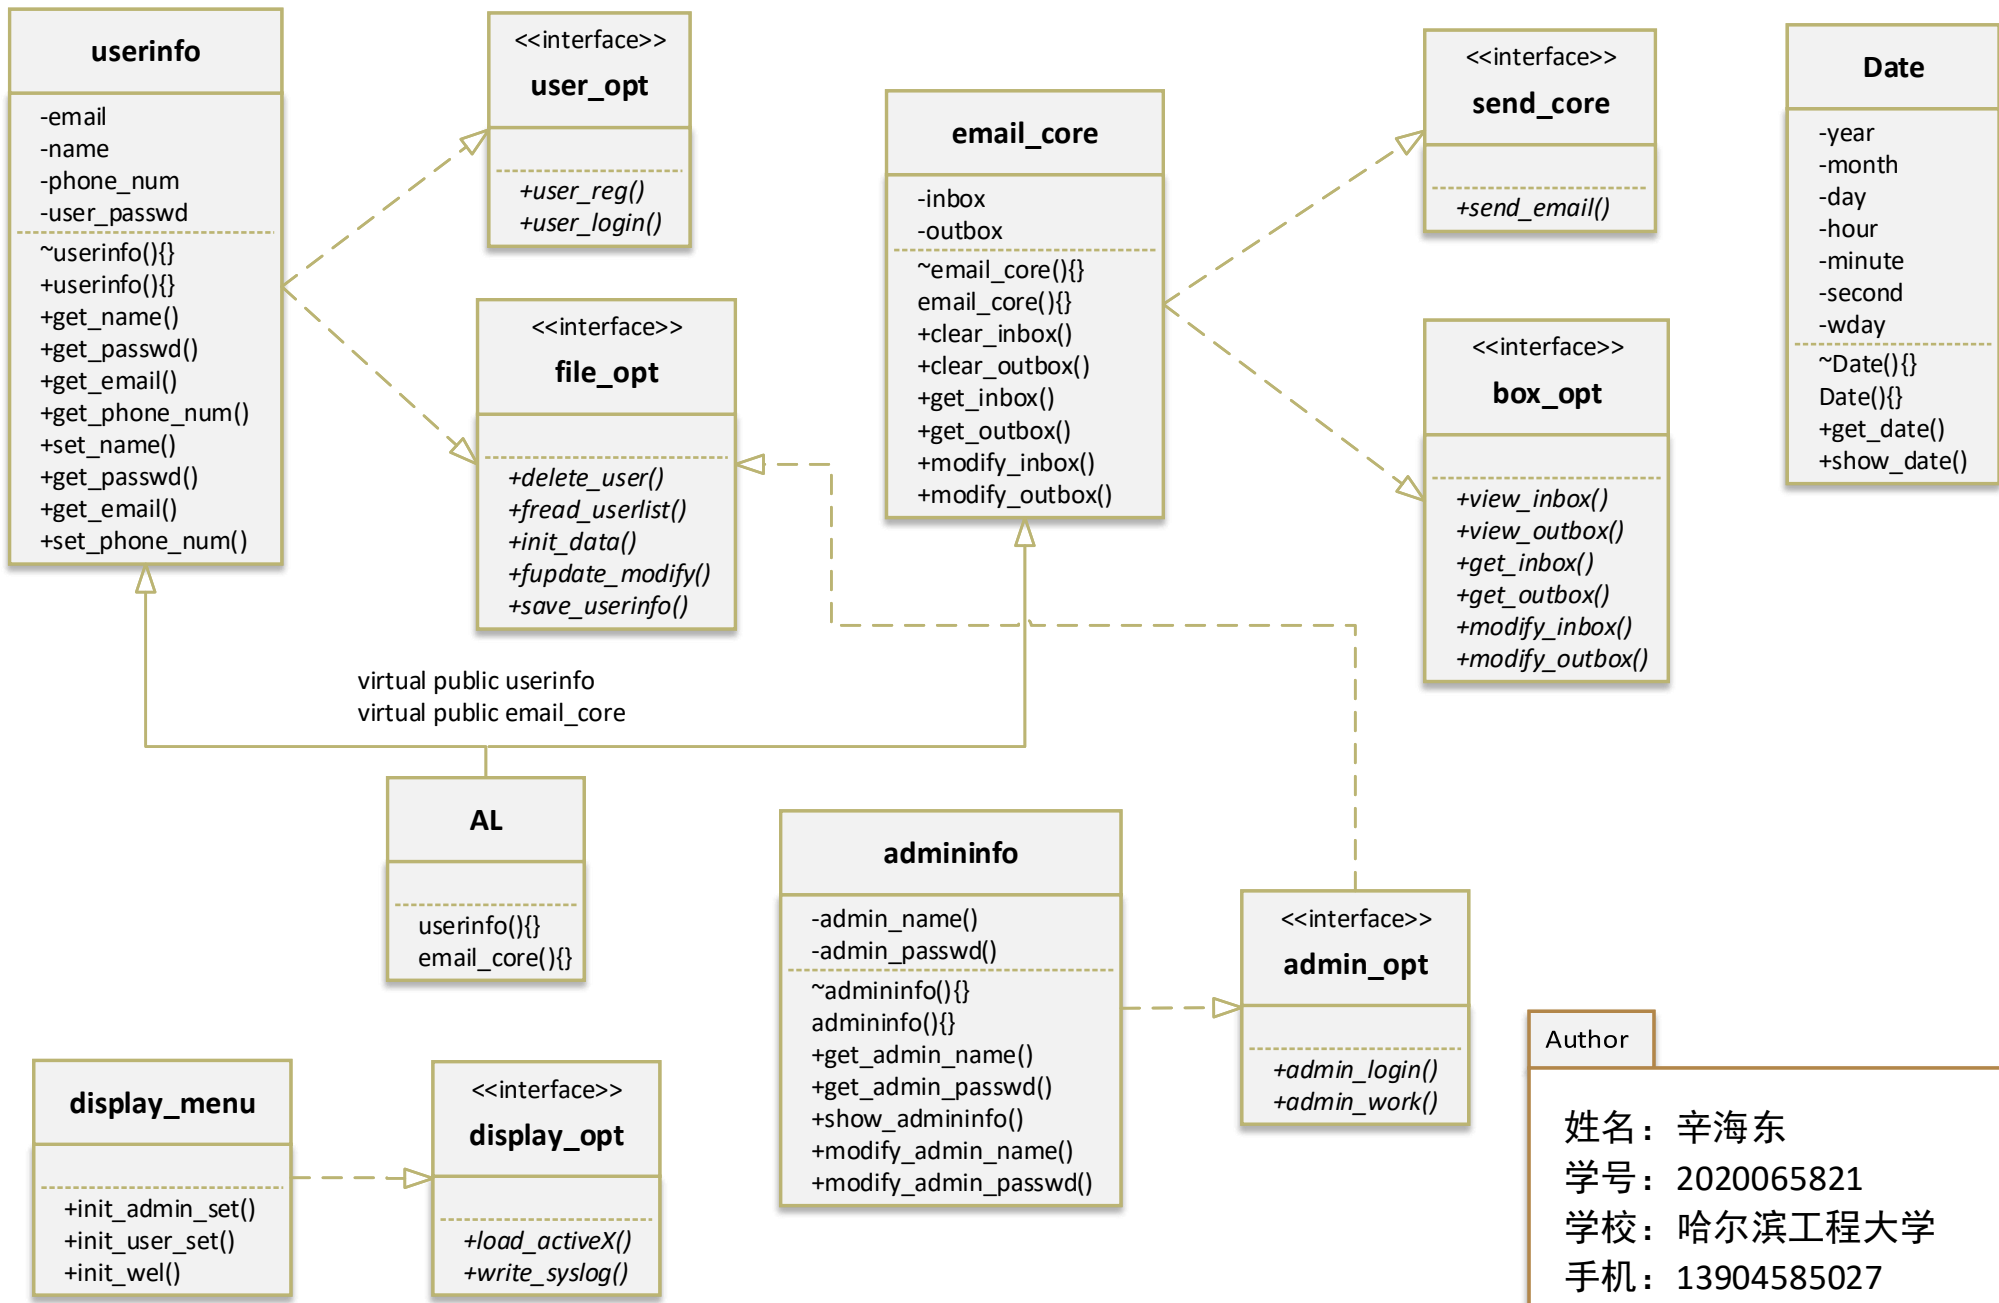 userinfo
-email
-name
-phone_num
-user_passwd
~userinfo(){}
+userinfo(){}
+get_name()
+get_passwd()
+get_email()
+get_phone_num()
+set_name()
+get_passwd()
+get_email()
+set_phone_num()
<<interface>>
user_opt
+user_reg()
+user_login()
<<interface>>
file_opt
+delete_user()
+fread_userlist()
+init_data()
+fupdate_modify()
+save_userinfo()
email_core
-inbox
-outbox
~email_core(){}
email_core(){}
+clear_inbox()
+clear_outbox()
+get_inbox()
+get_outbox()
+modify_inbox()
+modify_outbox()
<<interface>>
send_core
+send_email()
<<interface>>
box_opt
+view_inbox()
+view_outbox()
+get_inbox()
+get_outbox()
+modify_inbox()
+modify_outbox()
Date
-year
-month
-day
-hour
-minute
-second
-wday
~Date(){}
Date(){}
+get_date()
+show_date()
virtual public userinfo
virtual public email_core
AL
userinfo(){}
email_core(){}
admininfo
-admin_name()
-admin_passwd()
~admininfo(){}
admininfo(){}
+get_admin_name()
+get_admin_passwd()
+show_admininfo()
+modify_admin_name()
+modify_admin_passwd()
<<interface>>
admin_opt
+admin_login()
+admin_work()
display_menu
+init_admin_set()
+init_user_set()
+init_wel()
<<interface>>
display_opt
+load_activeX()
+write_syslog()
Author
姓名：辛海东
学号：2020065821
学校：哈尔滨工程大学
手机：13904585027